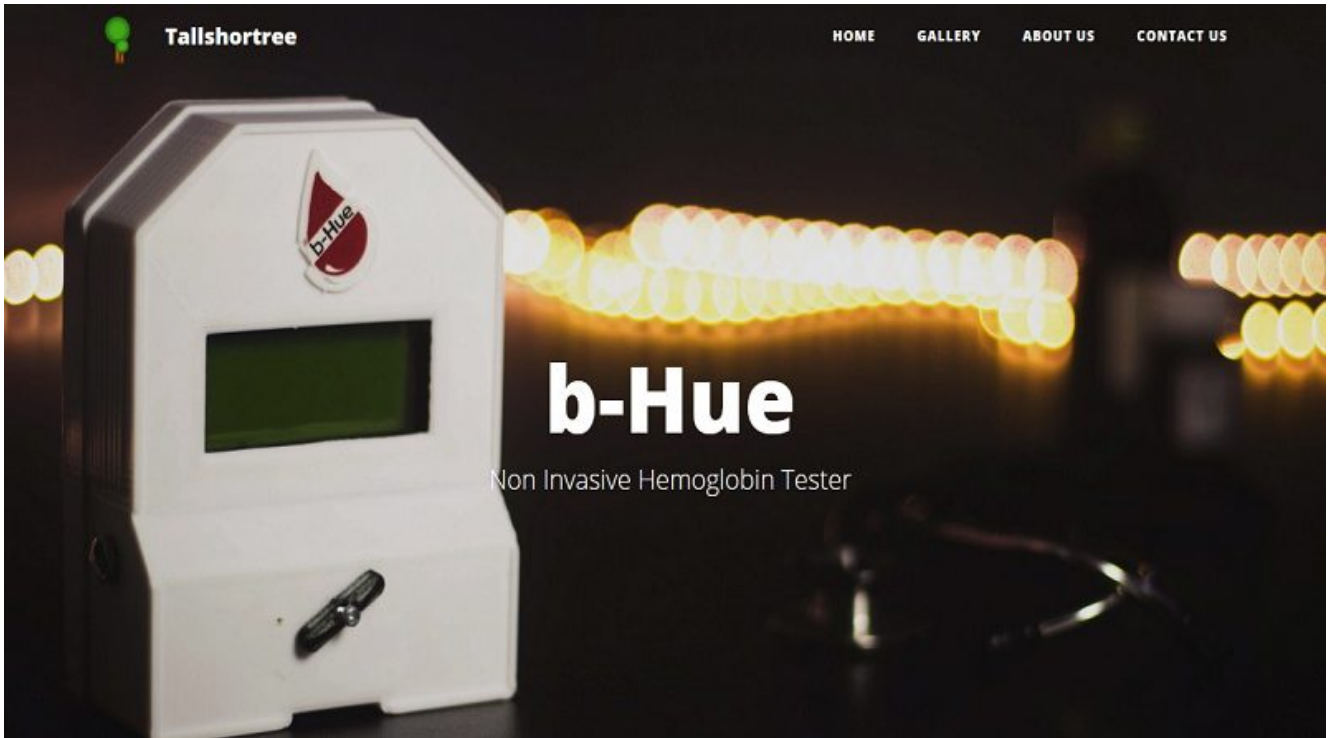 Tallshortree
HOME GALLERY ABOUT US CONTACT US
b-Hue
b-Hue
Non Invasive Hemoglobin Tester